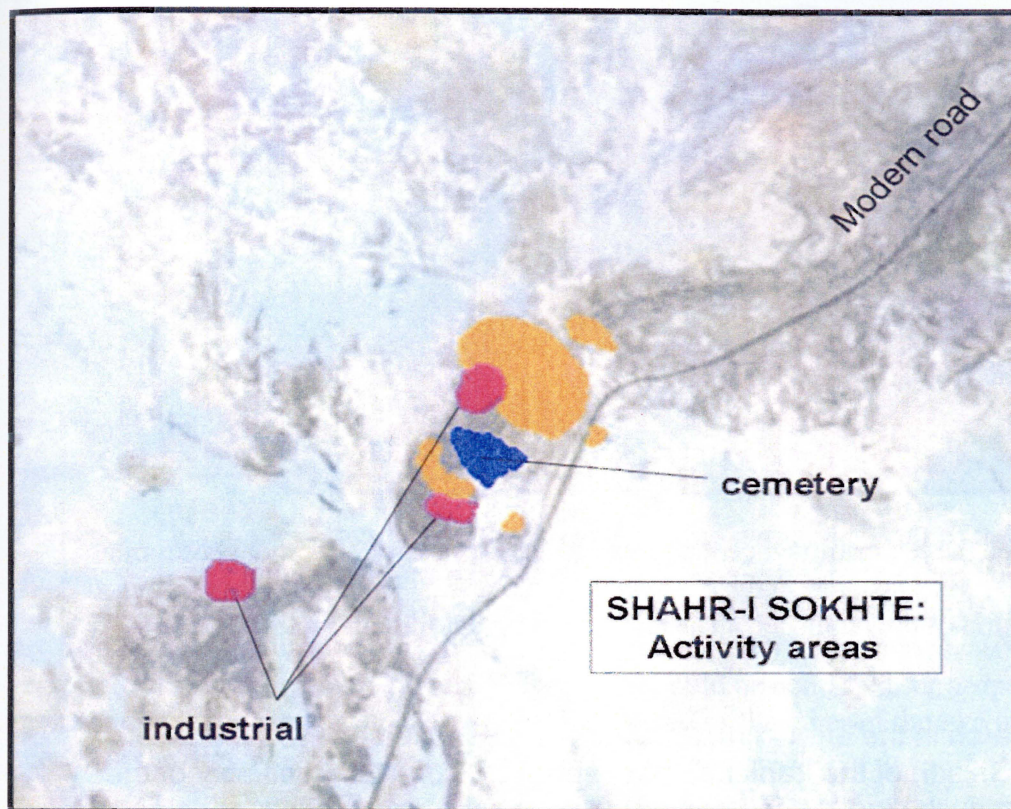 Modern road
cemetery
SHAHR-I SOKHTE:
Activity areas
industrial